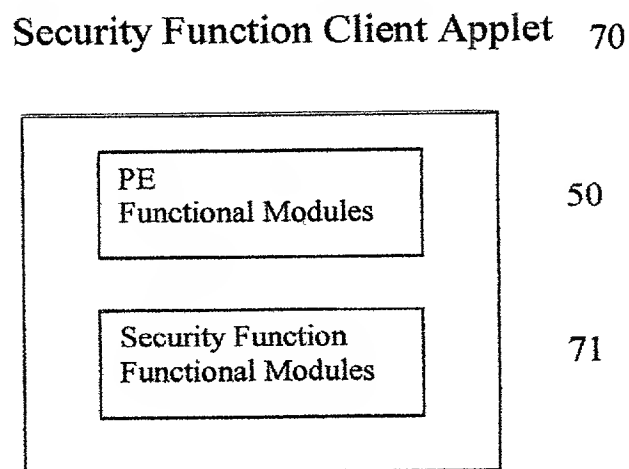 Security Function Client Applet 70
PE
Functional Modules
50
Security Function
Functional Modules
71